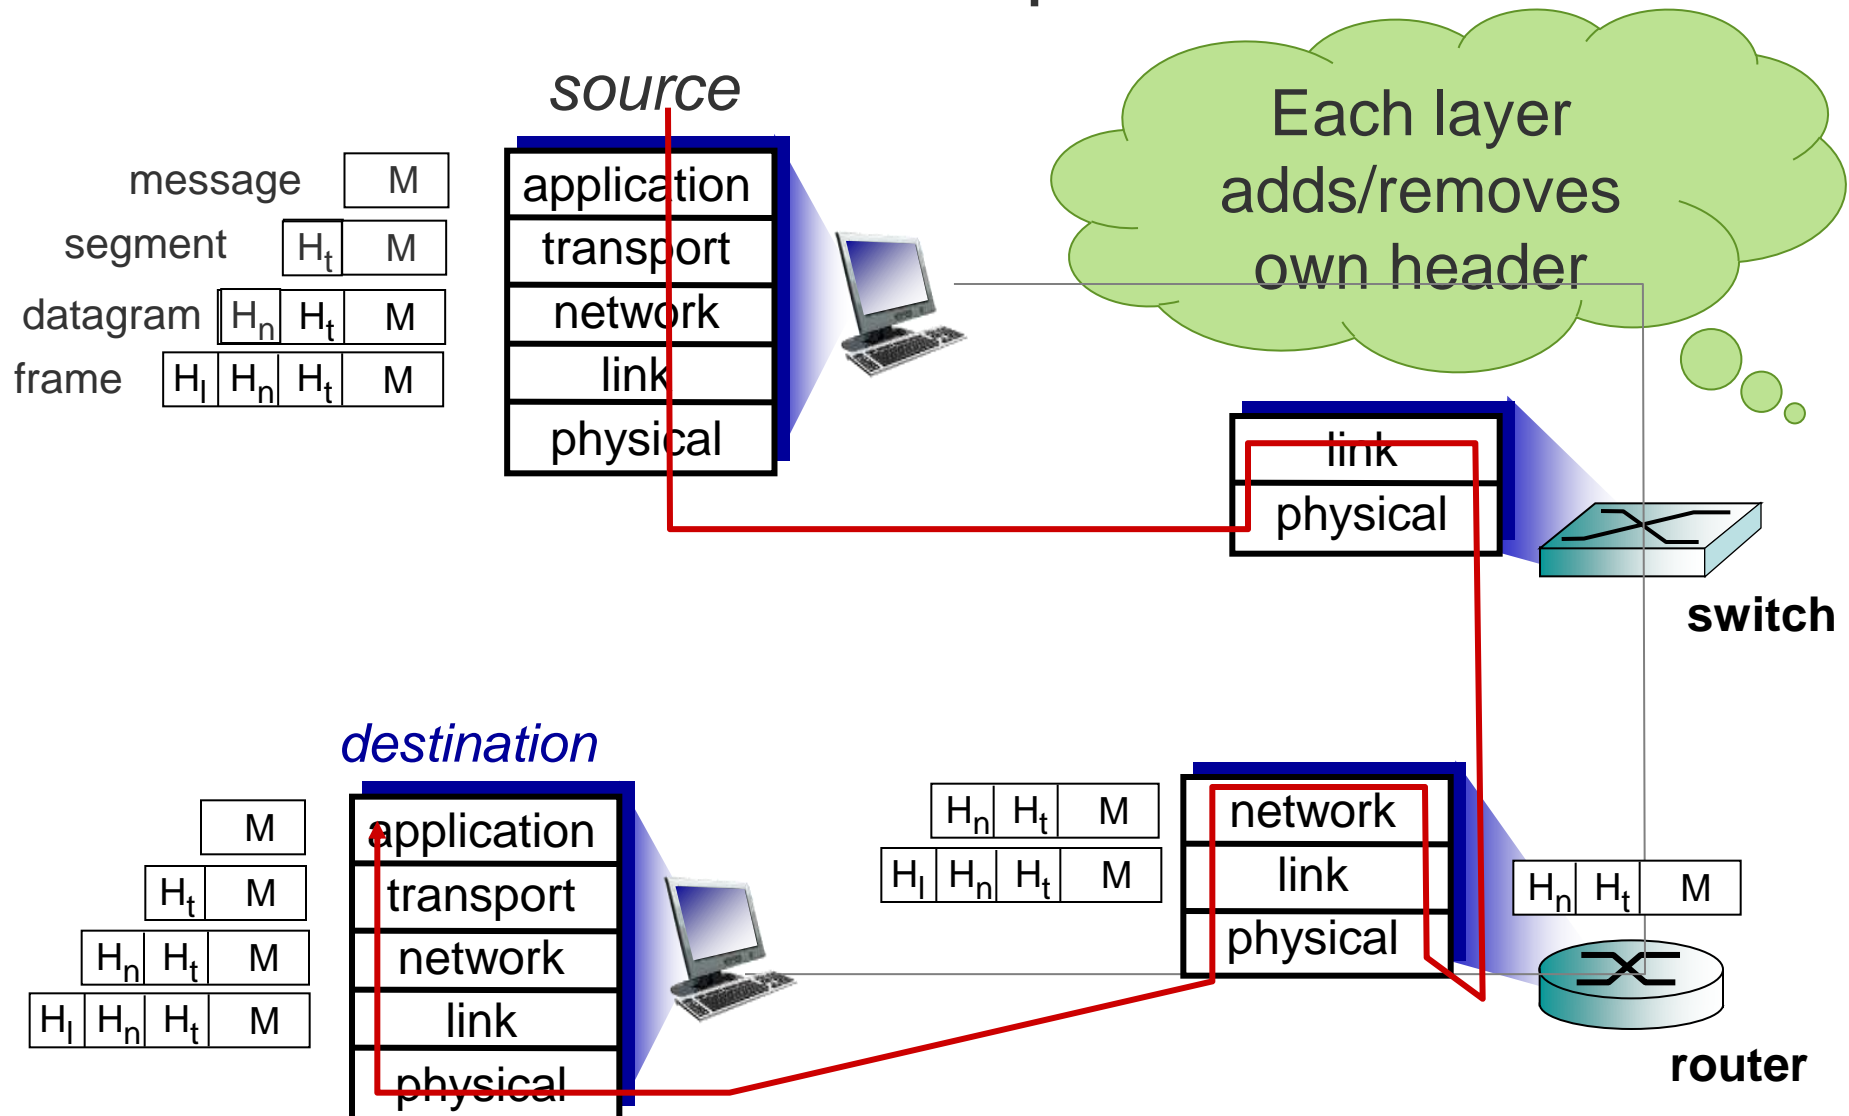 source
Each layer
adds/removes
own header
message M
segment Ht M
datagram Hn Ht M
frame Hl Hn Ht M
application
transport
network
link
physical
link
physical
switch
destination
M
Ht M
Hn Ht M
Hl Hn Ht M
application
transport
network
link
physical
Hn Ht M
Hl Hn Ht M
network
link
physical
Hn Ht M
router